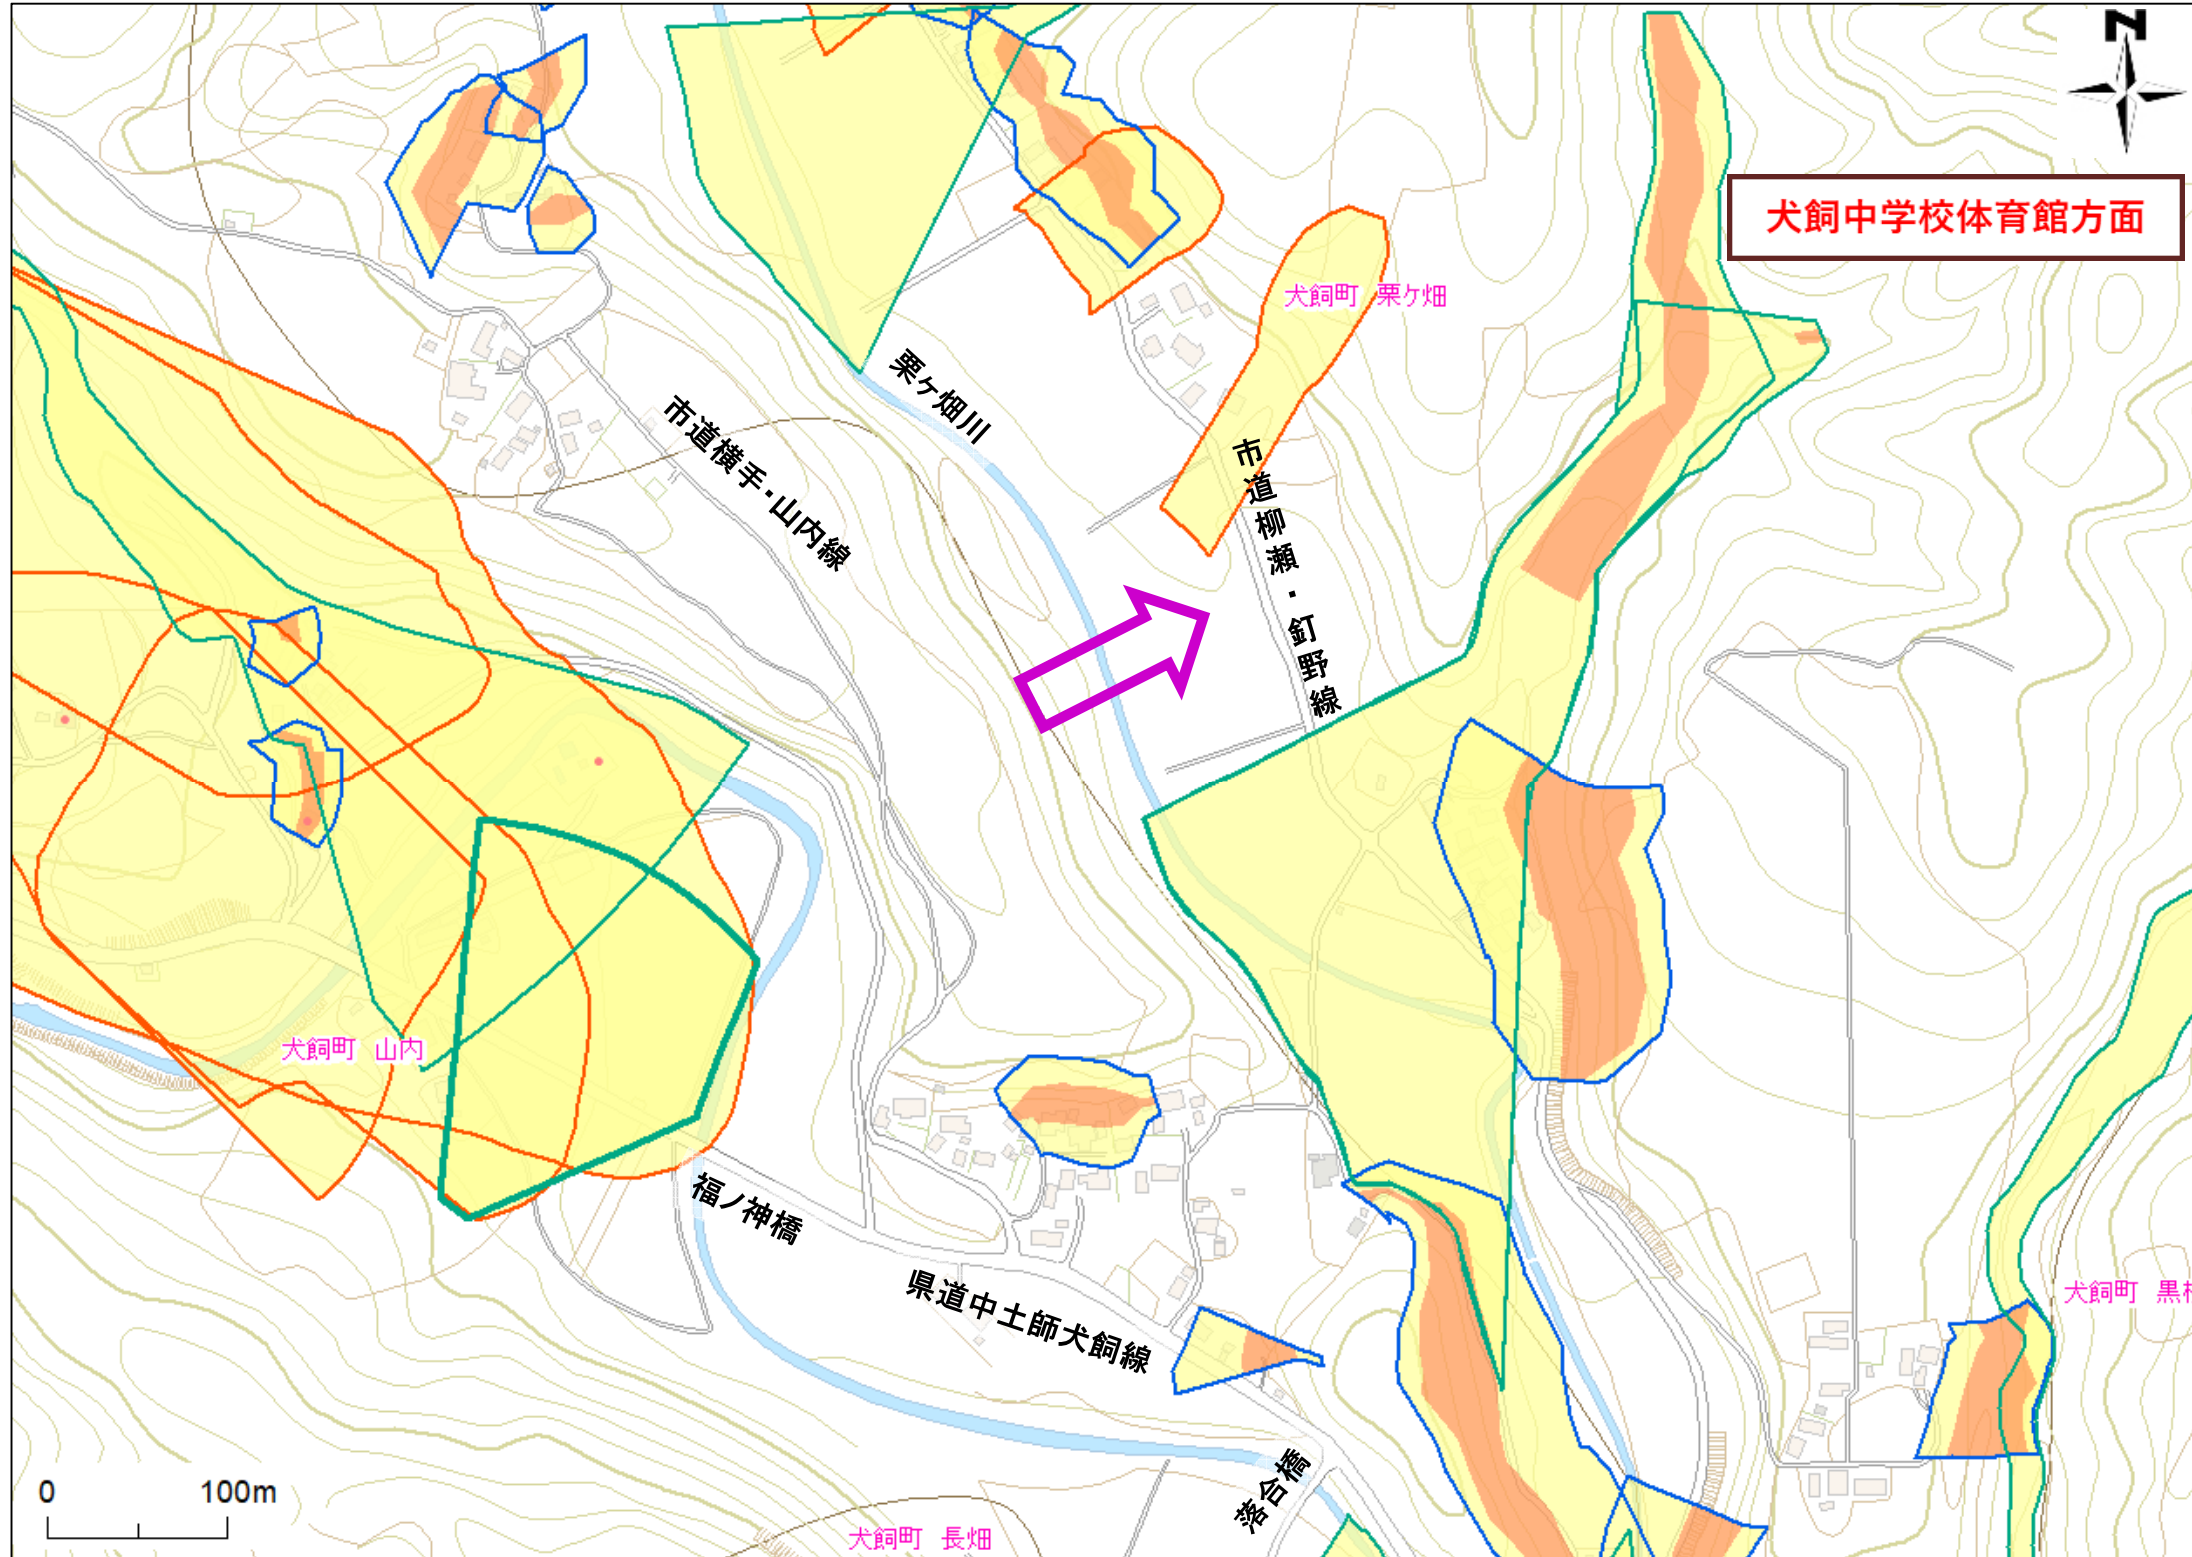 N
犬飼中学校体育館方面
犬飼町 栗ケ畑
栗ヶ畑川
市道横手・山内線
市道柳瀬・釘野線
犬飼町 山内
福ノ神橋
県道中土師犬飼線
犬飼町 黒
落合橋
0 100m
犬飼町 長畑